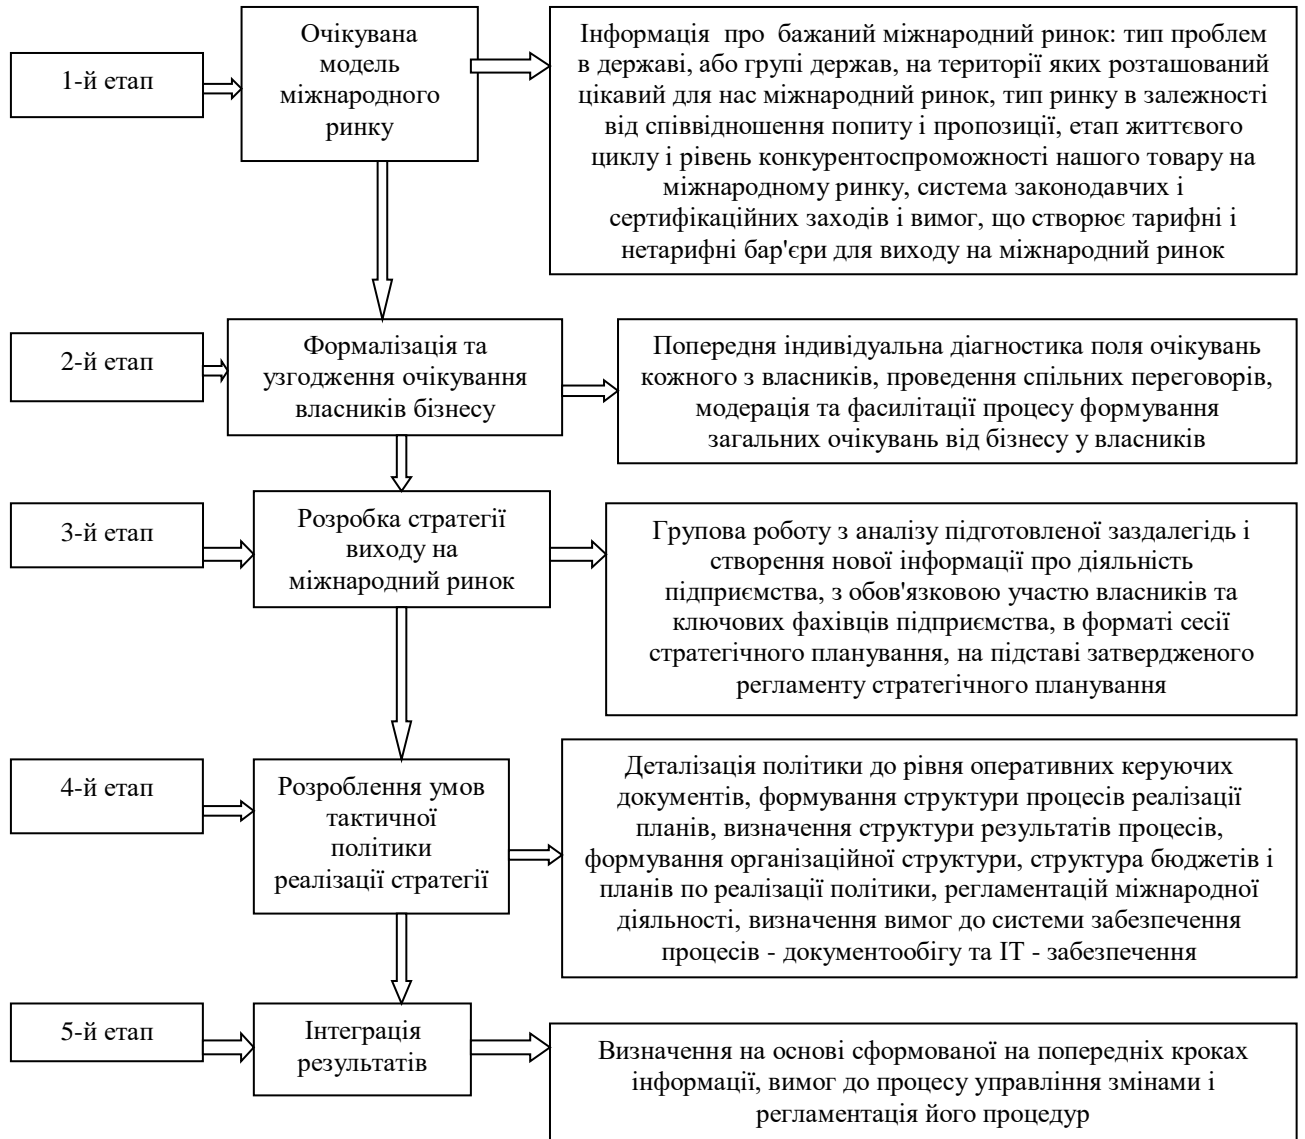 1-й етап
Очікувана
модель
міжнародного
ринку
Інформація про бажаний міжнародний ринок: тип проблем
в державі, або групі держав, на території яких розташований
цікавий для нас міжнародний ринок, тип ринку в залежності
від співвідношення попиту і пропозиції, етап життєвого
циклу і рівень конкурентоспроможності нашого товару на
міжнародному ринку, система законодавчих і
сертифікаційних заходів і вимог, що створює тарифні і
нетарифні бар'єри для виходу на міжнародний ринок
2-й етап
Формалізація та
узгодження очікування
власників бізнесу
Попередня індивідуальна діагностика поля очікувань
кожного з власників, проведення спільних переговорів,
модерація та фасилітації процесу формування
загальних очікувань від бізнесу у власників
3-й етап
Розробка стратегії
виходу на
міжнародний ринок
Групова роботу з аналізу підготовленої заздалегідь і
створення нової інформації про діяльність
підприємства, з обов'язковою участю власників та
ключових фахівців підприємства, в форматі сесії
стратегічного планування, на підставі затвердженого
регламенту стратегічного планування
4-й етап
Розроблення умов
тактичної
політики
реалізації стратегії
Деталізація політики до рівня оперативних керуючих
документів, формування структури процесів реалізації
планів, визначення структури результатів процесів,
формування організаційної структури, структура бюджетів і
планів по реалізації політики, регламентацій міжнародної
діяльності, визначення вимог до системи забезпечення
процесів - документообігу та ІТ - забезпечення
5-й етап
Інтеграція
результатів
Визначення на основі сформованої на попередніх кроках
інформації, вимог до процесу управління змінами і
регламентація його процедур